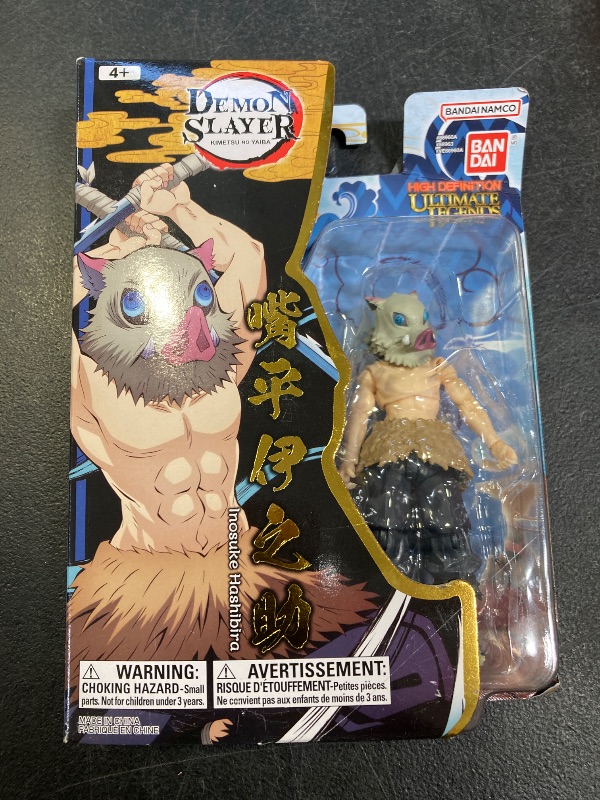 4+
DEMON
SLAYER
KIMETSU NO YAIBA
BANDAI NAMCO
BAN
DAI
HIGH DEFINITION
ULTIMATE
LEGENDS
嘴平伊之助
Inosuke Hashibira
WARNING:
CHOKING HAZARD-Small
parts. Not for children under 3 years.
AVERTISSEMENT:
RISQUE D'ÉTOUFFEMENT-Petites pièces.
Ne convient pas aux enfants de moins de 3 ans.
MADE IN CHINA
FABRIQUÉ EN CHINE